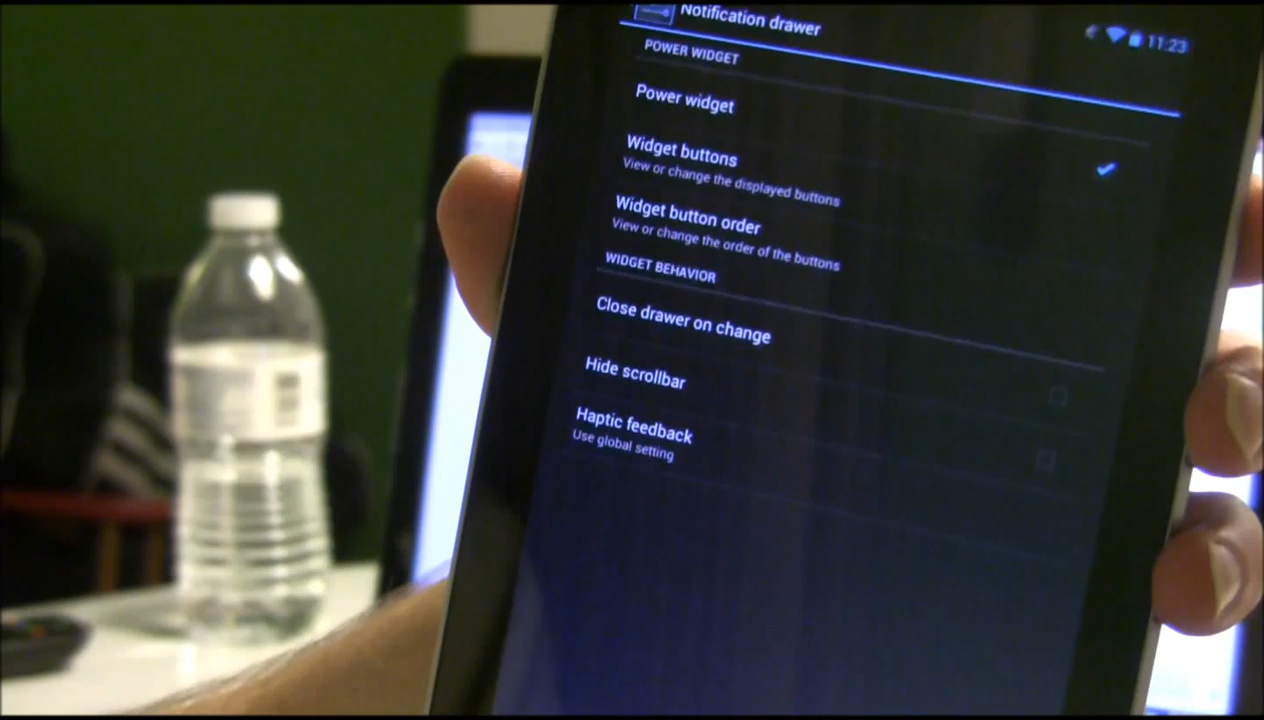 Notification drawer
11:23
POWER WIDGET
Power widget
Widget buttons
View or change the displayed buttons
Widget button order
View or change the order of the buttons
WIDGET BEHAVIOR
Close drawer on change
Hide scrollbar
Haptic feedback
Use global setting